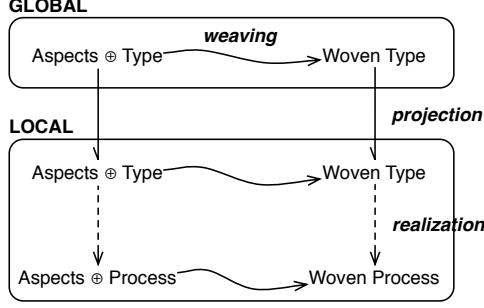 GLOBAL
weaving
Aspects ⊕ Type Woven Type
projection
LOCAL
Aspects ⊕ Type Woven Type
realization
Aspects ⊕ Process Woven Process